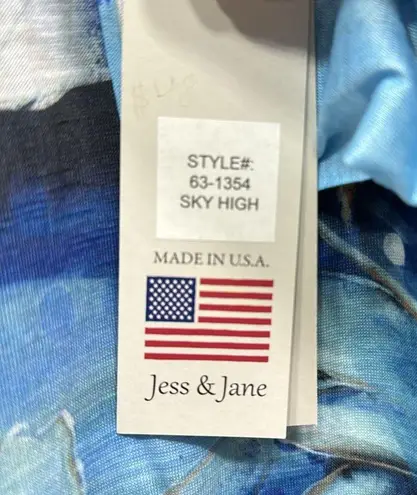 STYLE#:
63-1354
SKY HIGH
MADE IN U.S.A.
Jess & Jane